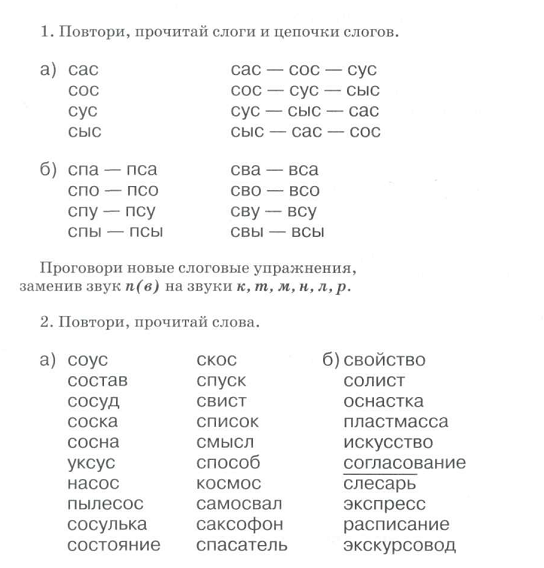 1. Повтори, прочитай слоги и цепочки слогов.
а) сас сас — сос — сус
сос сос — сус — сыс
сус сус — сыс — сас
сыс сыс — сас — сос
б) спа — пса сва — вса
спо — псо сво — всо
спу — псу сву — всу
спы — псы свы — всы
Проговори новые слоговые упражнения,
заменив звук п(в) на звуки к, т, м, н, л, р.
2. Повтори, прочитай слова.
а) соус скос б) свойство
состав спуск солист
сосуд свист оснастка
соска список пластмасса
сосна смысл искусство
уксус способ согласование
насос космос слесарь
пылесос самосвал экспресс
сосулька саксофон расписание
состояние спасатель экскурсовод